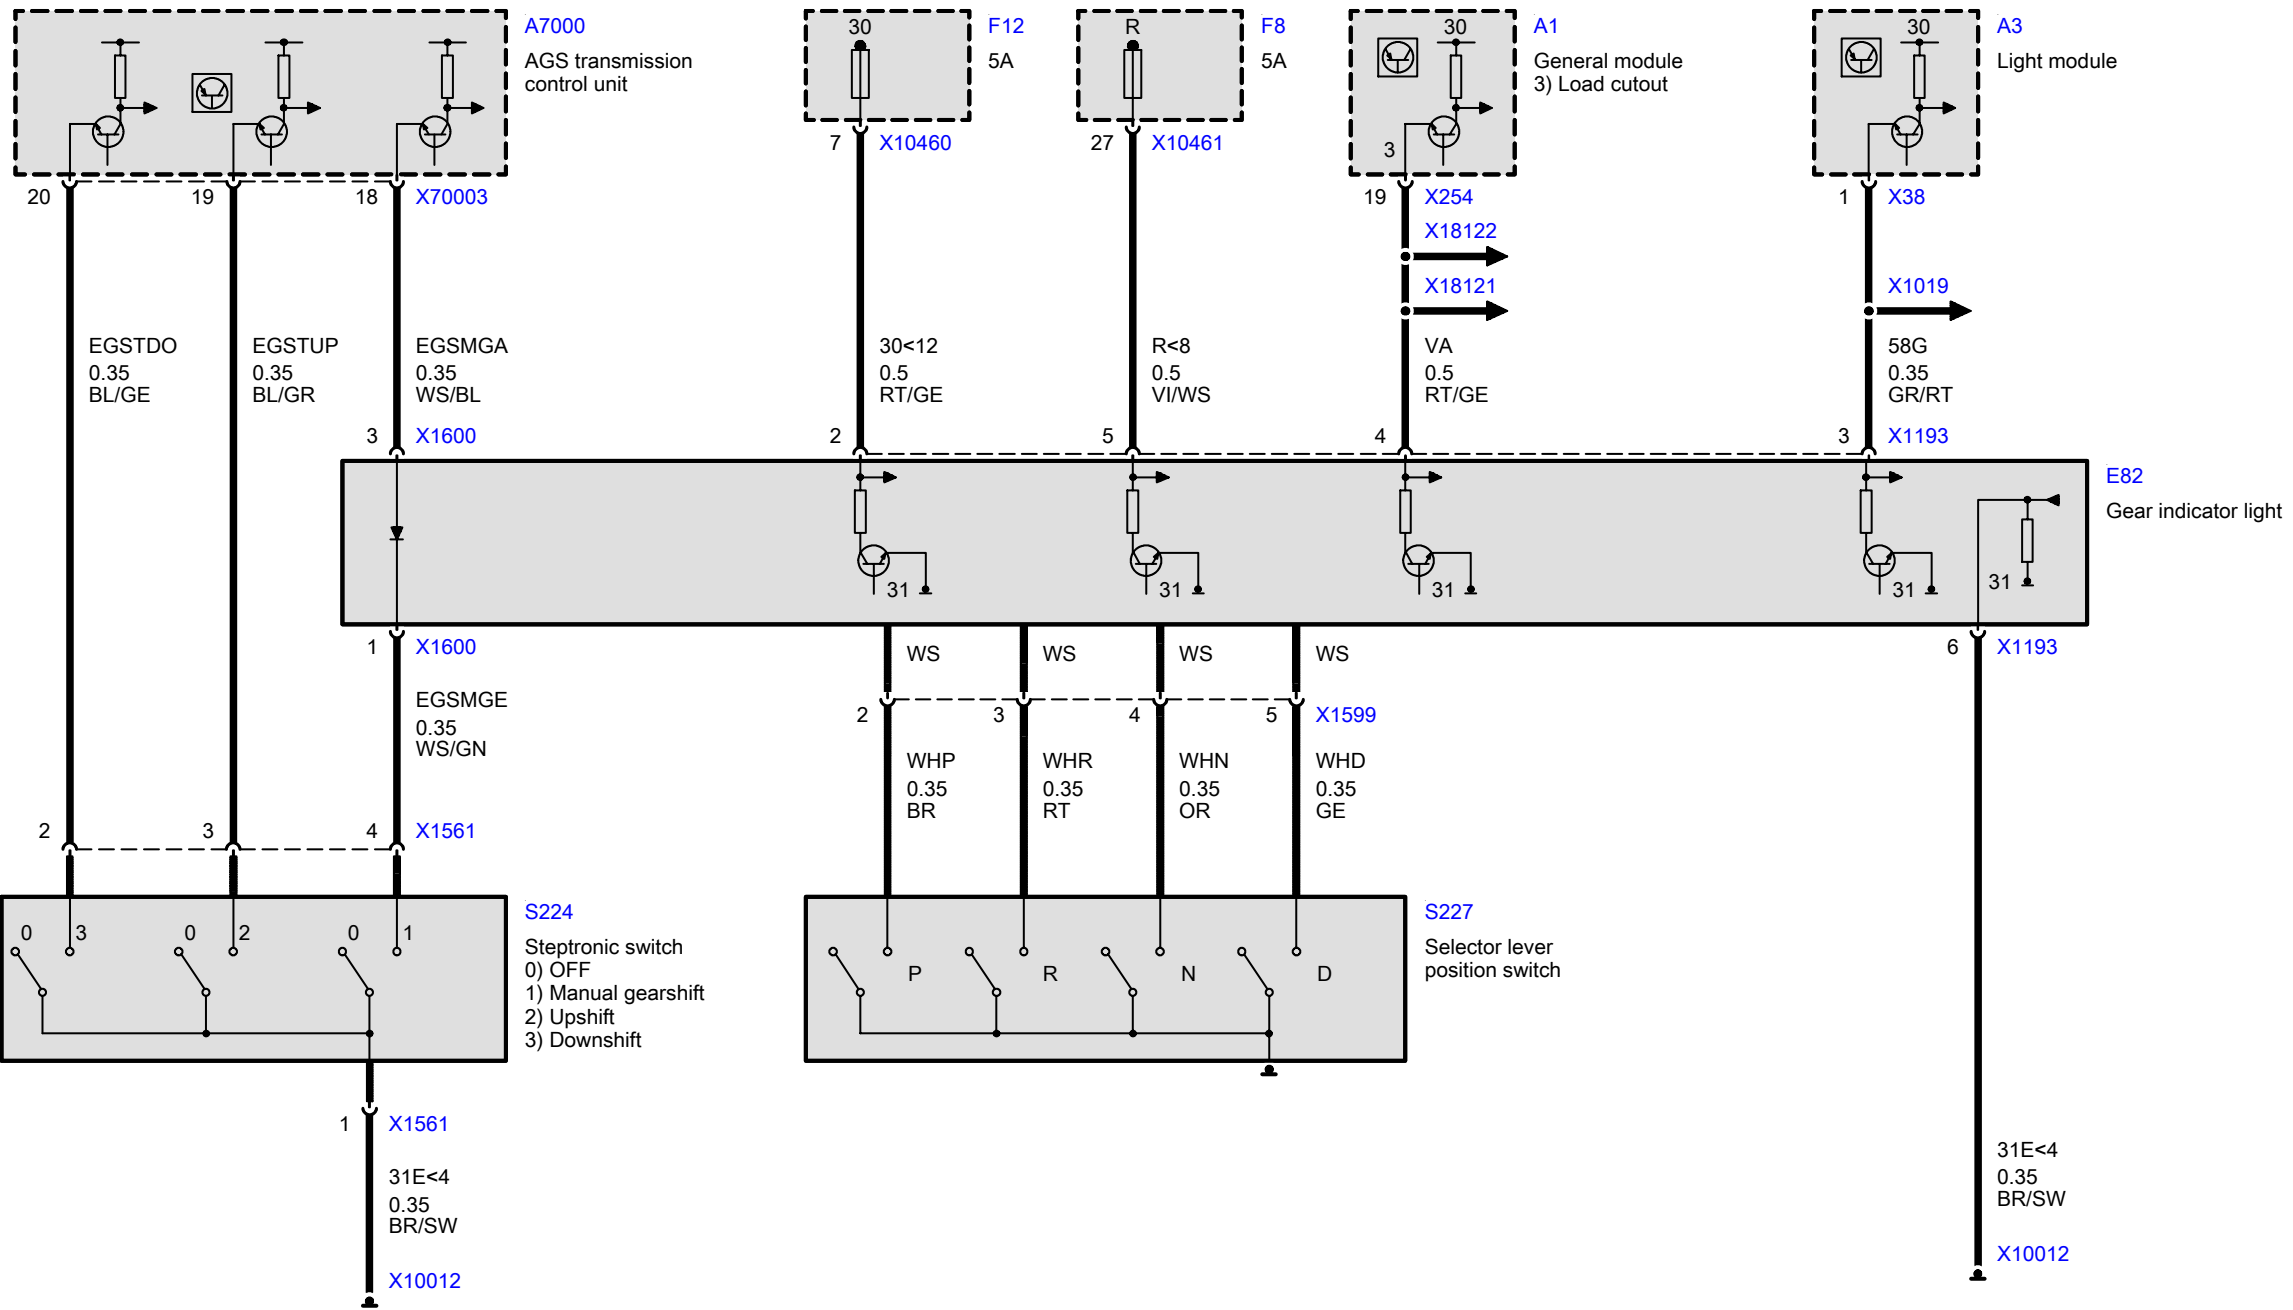 A7000
AGS transmission
control unit
30
F12
5A
R
F8
5A
30
A1
General module
3) Load cutout
3
30
A3
Light module
20
19
18
X70003
7
X10460
27
X10461
19
X254
X18122
X18121
1
X38
X1019
EGSTDO
0.35
BL/GE
EGSTUP
0.35
BL/GR
EGSMGA
0.35
WS/BL
30<12
0.5
RT/GE
R<8
0.5
VI/WS
VA
0.5
RT/GE
58G
0.35
GR/RT
3
X1600
2
5
4
3
X1193
E82
Gear indicator light
31
31
31
31
31
1
X1600
WS
WS
WS
WS
6
X1193
EGSMGE
0.35
WS/GN
2
3
4
5
X1599
WHP
0.35
BR
WHR
0.35
RT
WHN
0.35
OR
WHD
0.35
GE
2
3
4
X1561
0
3
0
2
0
1
S224
Steptronic switch
0) OFF
1) Manual gearshift
2) Upshift
3) Downshift
P
R
N
D
S227
Selector lever
position switch
1
X1561
31E<4
0.35
BR/SW
X10012
31E<4
0.35
BR/SW
X10012